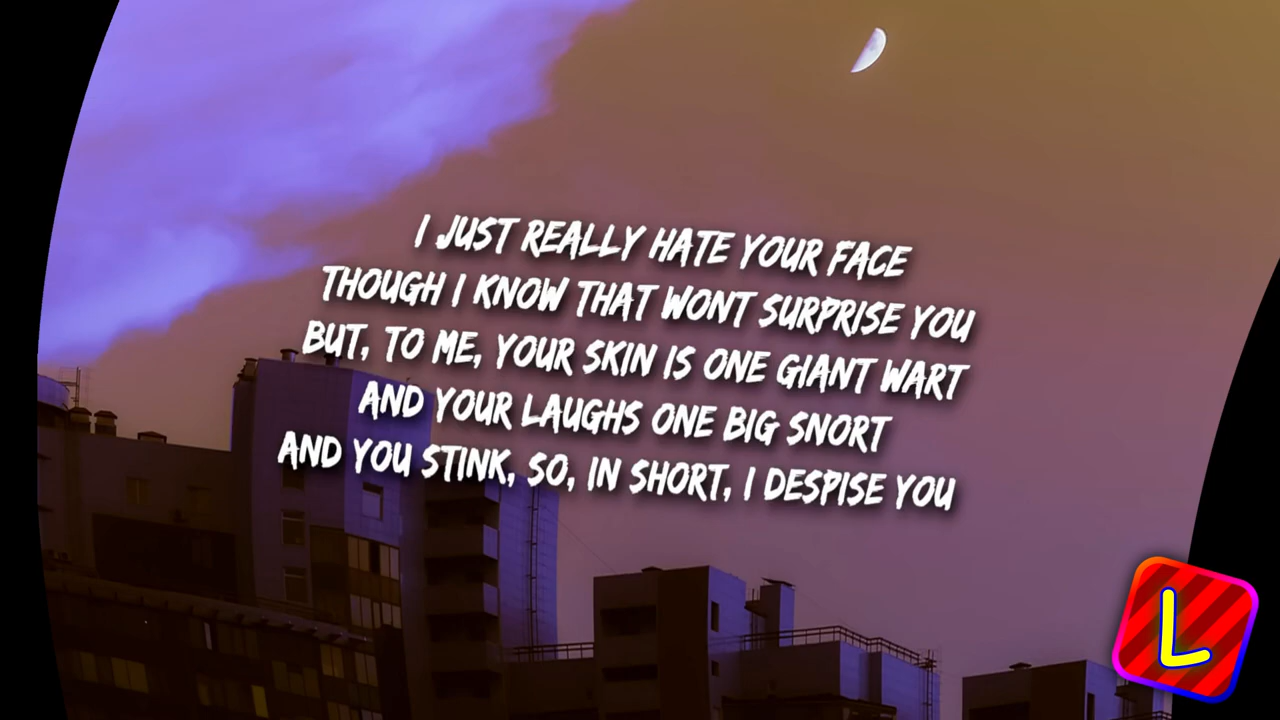 I JUST REALLY HATE YOUR FACE
THOUGH I KNOW THAT WONT SURPRISE YOU
BUT, TO ME, YOUR SKIN IS ONE GIANT WART
AND YOUR LAUGHS ONE BIG SNORT
AND YOU STINK, SO, IN SHORT, I DESPISE YOU
L